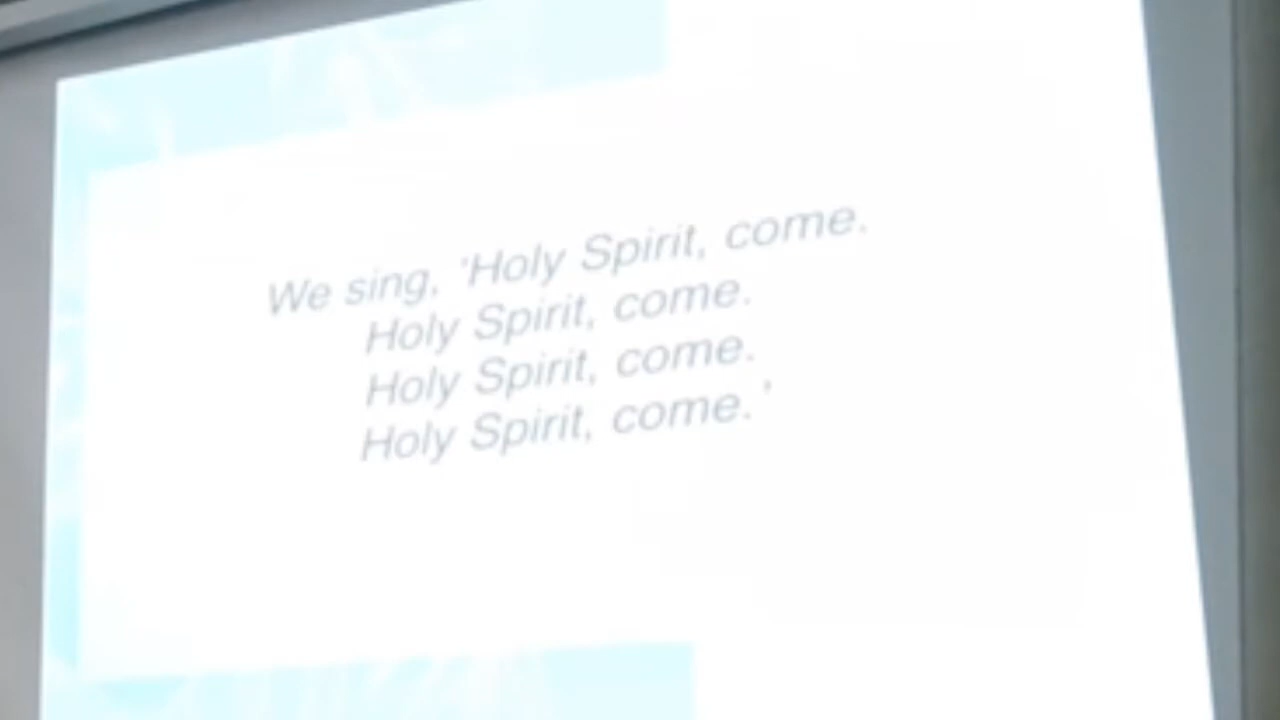 We sing, 'Holy Spirit, come.
Holy Spirit, come.
Holy Spirit, come.
Holy Spirit, come.'